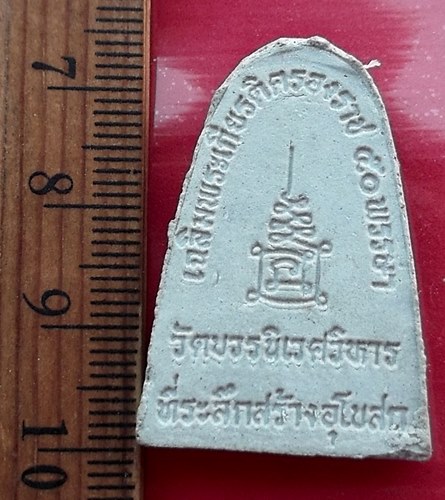 7
8
9
10
เฉลิมพระเกียรติครองราช ๕๐ พรรษา
วัดบวรนิเวศวิหาร
ที่ระลึกสร้างอุโบสถ